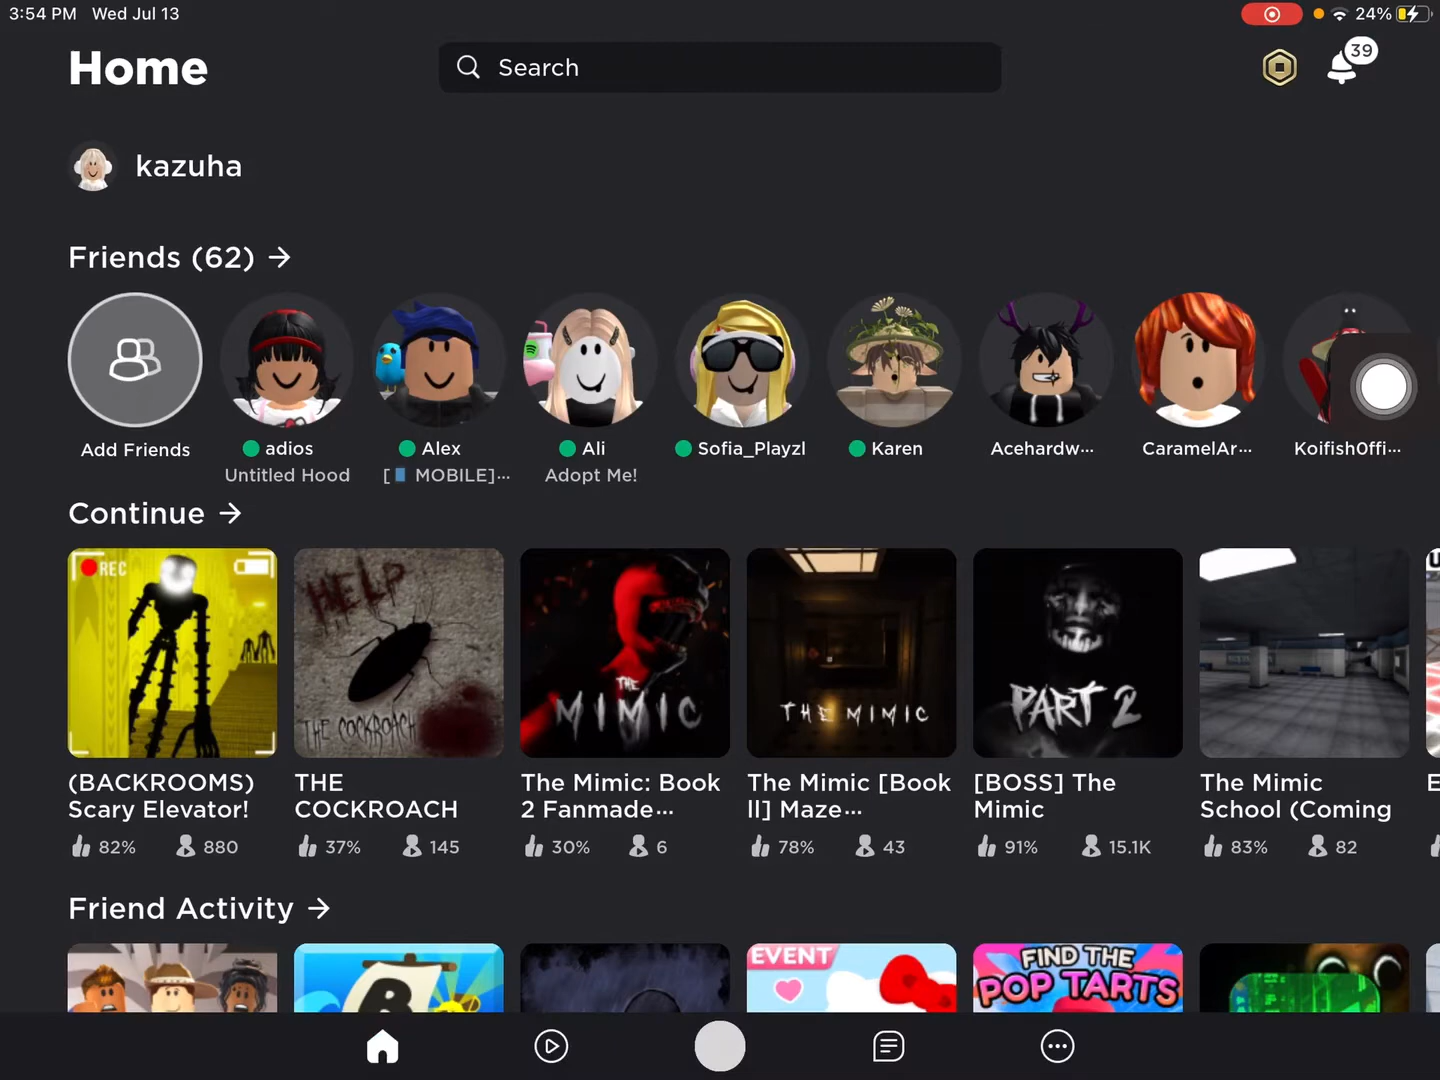 3:54 PM Wed Jul 13
24%
Home
Search
39
kazuha
Friends (62) →
Add Friends
adios
Untitled Hood
Alex
[ MOBILE]...
Ali
Adopt Me!
Sofia_Playzl
Karen
Acehardw...
CaramelAr...
Koifish0ffi...
Continue →
REC
HELP
THE COCKROACH
THE
MIMIC
THE MIMIC
PART 2
(BACKROOMS)
Scary Elevator!
82% 880
THE
COCKROACH
37% 145
The Mimic: Book
2 Fanmade...
30% 6
The Mimic [Book
ll] Maze...
78% 43
[BOSS] The
Mimic
91% 15.1K
The Mimic
School (Coming
83% 82
E
Friend Activity →
EVENT
FIND THE
POP TARTS